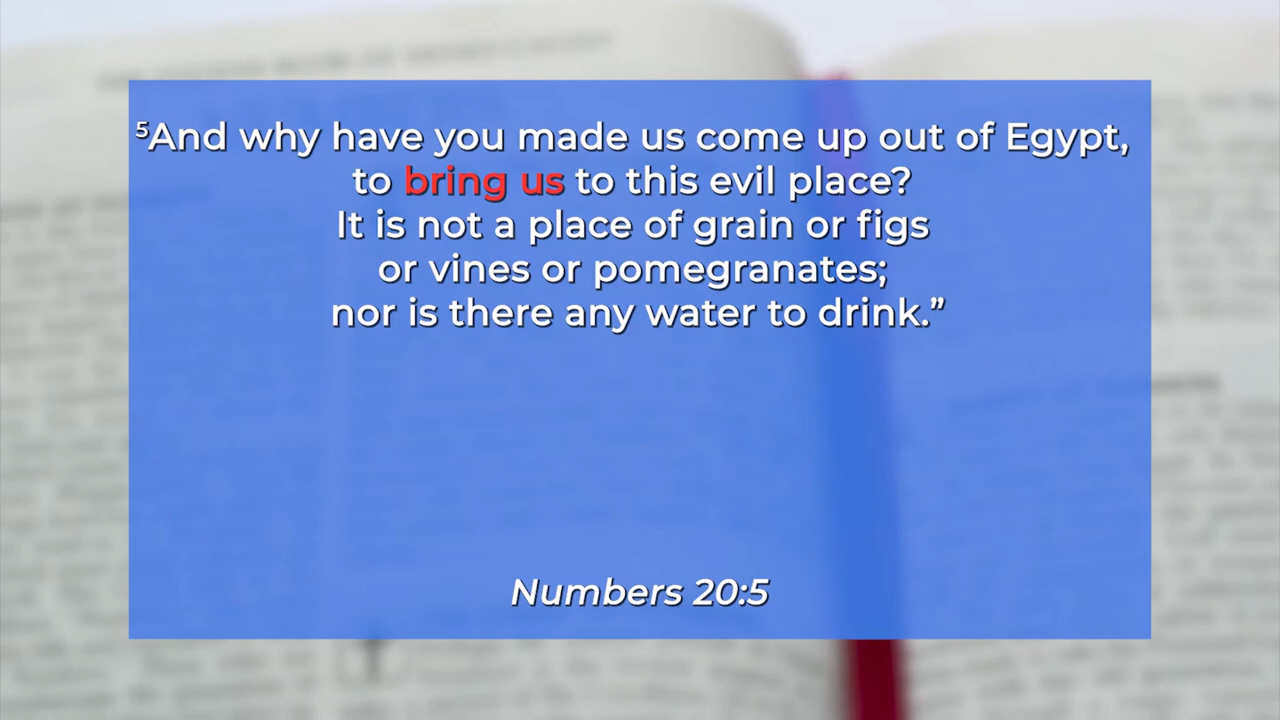 ⁵And why have you made us come up out of Egypt,
to bring us to this evil place?
It is not a place of grain or figs
or vines or pomegranates;
nor is there any water to drink.”
Numbers 20:5